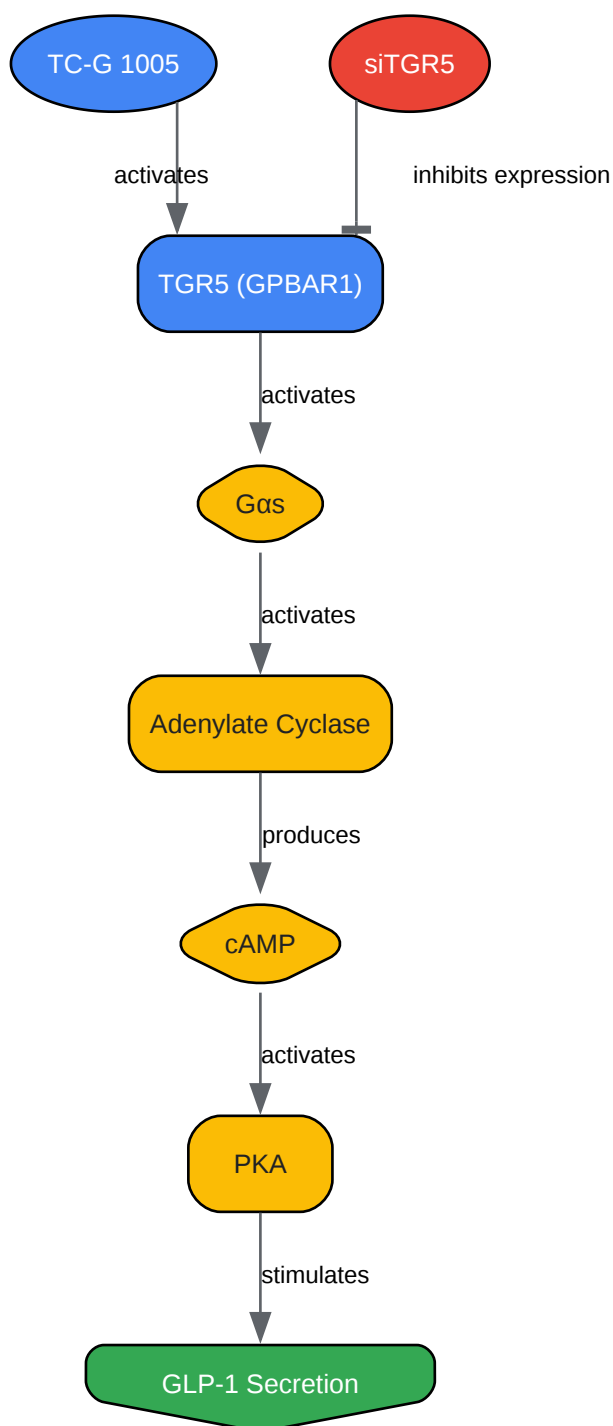 TC-G 1005
siTGR5
activates
inhibits expression
TGR5 (GPBAR1)
activates
Gαs
activates
Adenylate Cyclase
produces
cAMP
activates
PKA
stimulates
GLP-1 Secretion